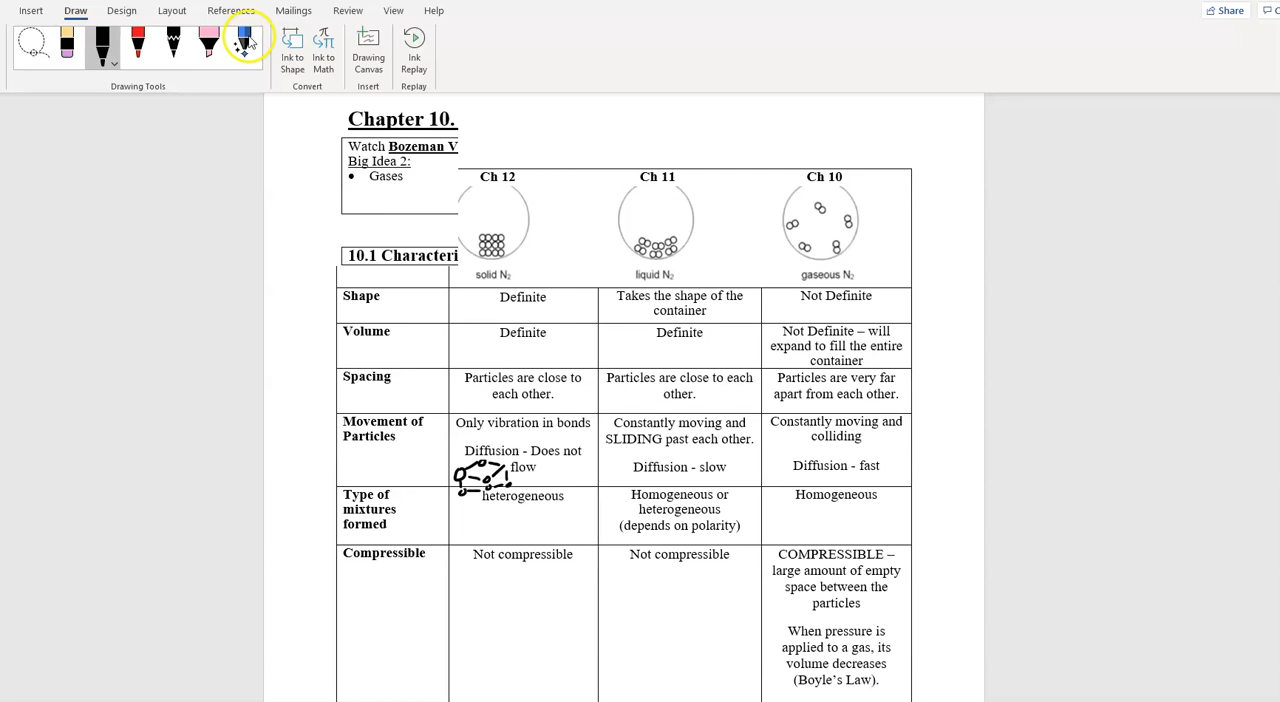 Insert Draw Design Layout References Mailings Review View Help Share
Ink to Shape
Ink to Math
Drawing Canvas
Ink Replay
Drawing Tools Convert Insert Replay
Chapter 10.
Watch Bozeman V
Big Idea 2:
• Gases
10.1 Characteri
Ch 12 Ch 11 Ch 10
solid N₂ liquid N₂ gaseous N₂
Shape
Definite
Takes the shape of the
container
Not Definite
Volume
Definite
Definite
Not Definite – will
expand to fill the entire
container
Spacing
Particles are close to
each other.
Particles are close to each
other.
Particles are very far
apart from each other.
Movement of
Particles
Only vibration in bonds
Diffusion - Does not
flow
Constantly moving and
SLIDING past each other.
Diffusion - slow
Constantly moving and
colliding
Diffusion - fast
Type of
mixtures
formed
heterogeneous
Homogeneous or
heterogeneous
(depends on polarity)
Homogeneous
Compressible
Not compressible
Not compressible
COMPRESSIBLE –
large amount of empty
space between the
particles
When pressure is
applied to a gas, its
volume decreases
(Boyle's Law).